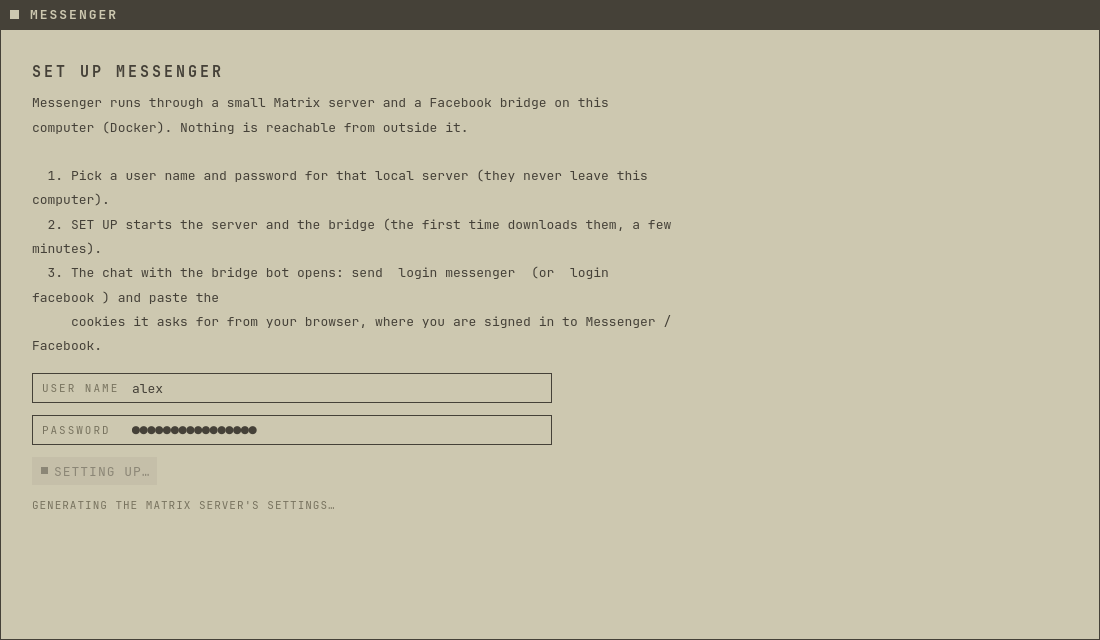 MESSENGER
SET UP MESSENGER
Messenger runs through a small Matrix server and a Facebook bridge on this
computer (Docker). Nothing is reachable from outside it.
1. Pick a user name and password for that local server (they never leave this
computer).
2. SET UP starts the server and the bridge (the first time downloads them, a few
minutes).
3. The chat with the bridge bot opens: send  login messenger  (or  login
facebook ) and paste the
cookies it asks for from your browser, where you are signed in to Messenger /
Facebook.
USER NAME alex
PASSWORD ●●●●●●●●●●●●●●●●
SETTING UP…
GENERATING THE MATRIX SERVER'S SETTINGS…